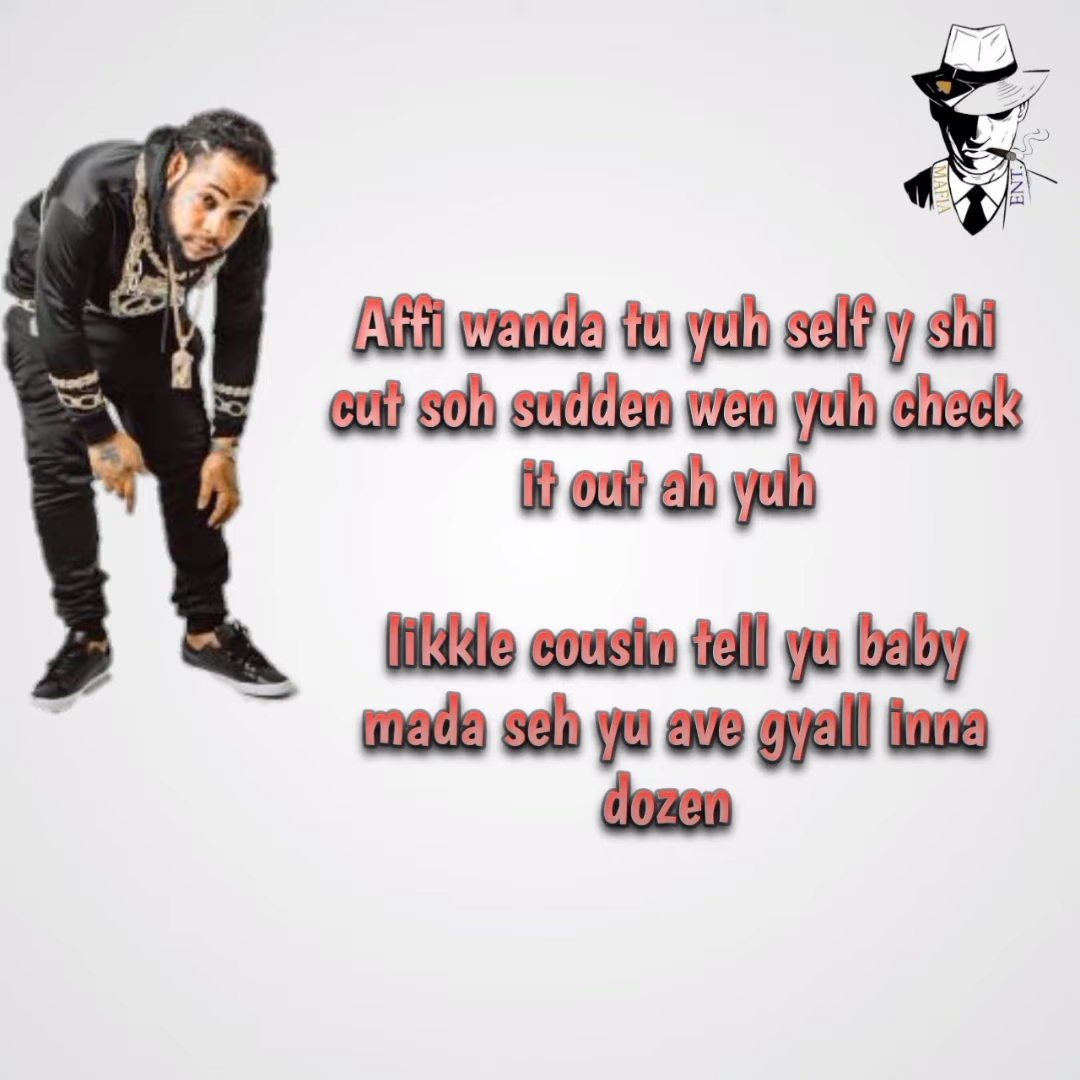 MAFIA
ENT.
Affi wanda tu yuh self y shi
cut soh sudden wen yuh check
it out ah yuh
likkle cousin tell yu baby
mada seh yu ave gyall inna
dozen